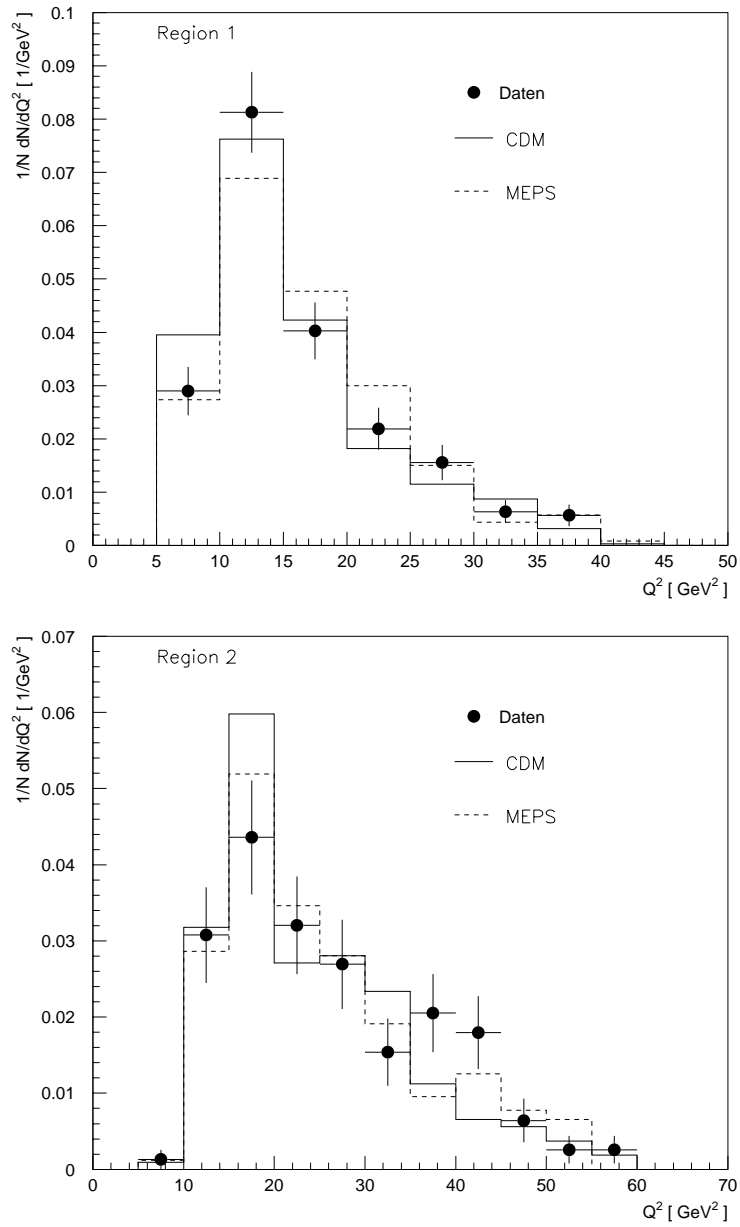 Region 1
Daten
CDM
MEPS
1/N dN/dQ² [ 1/GeV² ]
0.1
0.09
0.08
0.07
0.06
0.05
0.04
0.03
0.02
0.01
0
0 5 10 15 20 25 30 35 40 45 50
Q² [ GeV² ]
Region 2
Daten
CDM
MEPS
1/N dN/dQ² [ 1/GeV² ]
0.07
0.06
0.05
0.04
0.03
0.02
0.01
0
0 10 20 30 40 50 60 70
Q² [ GeV² ]